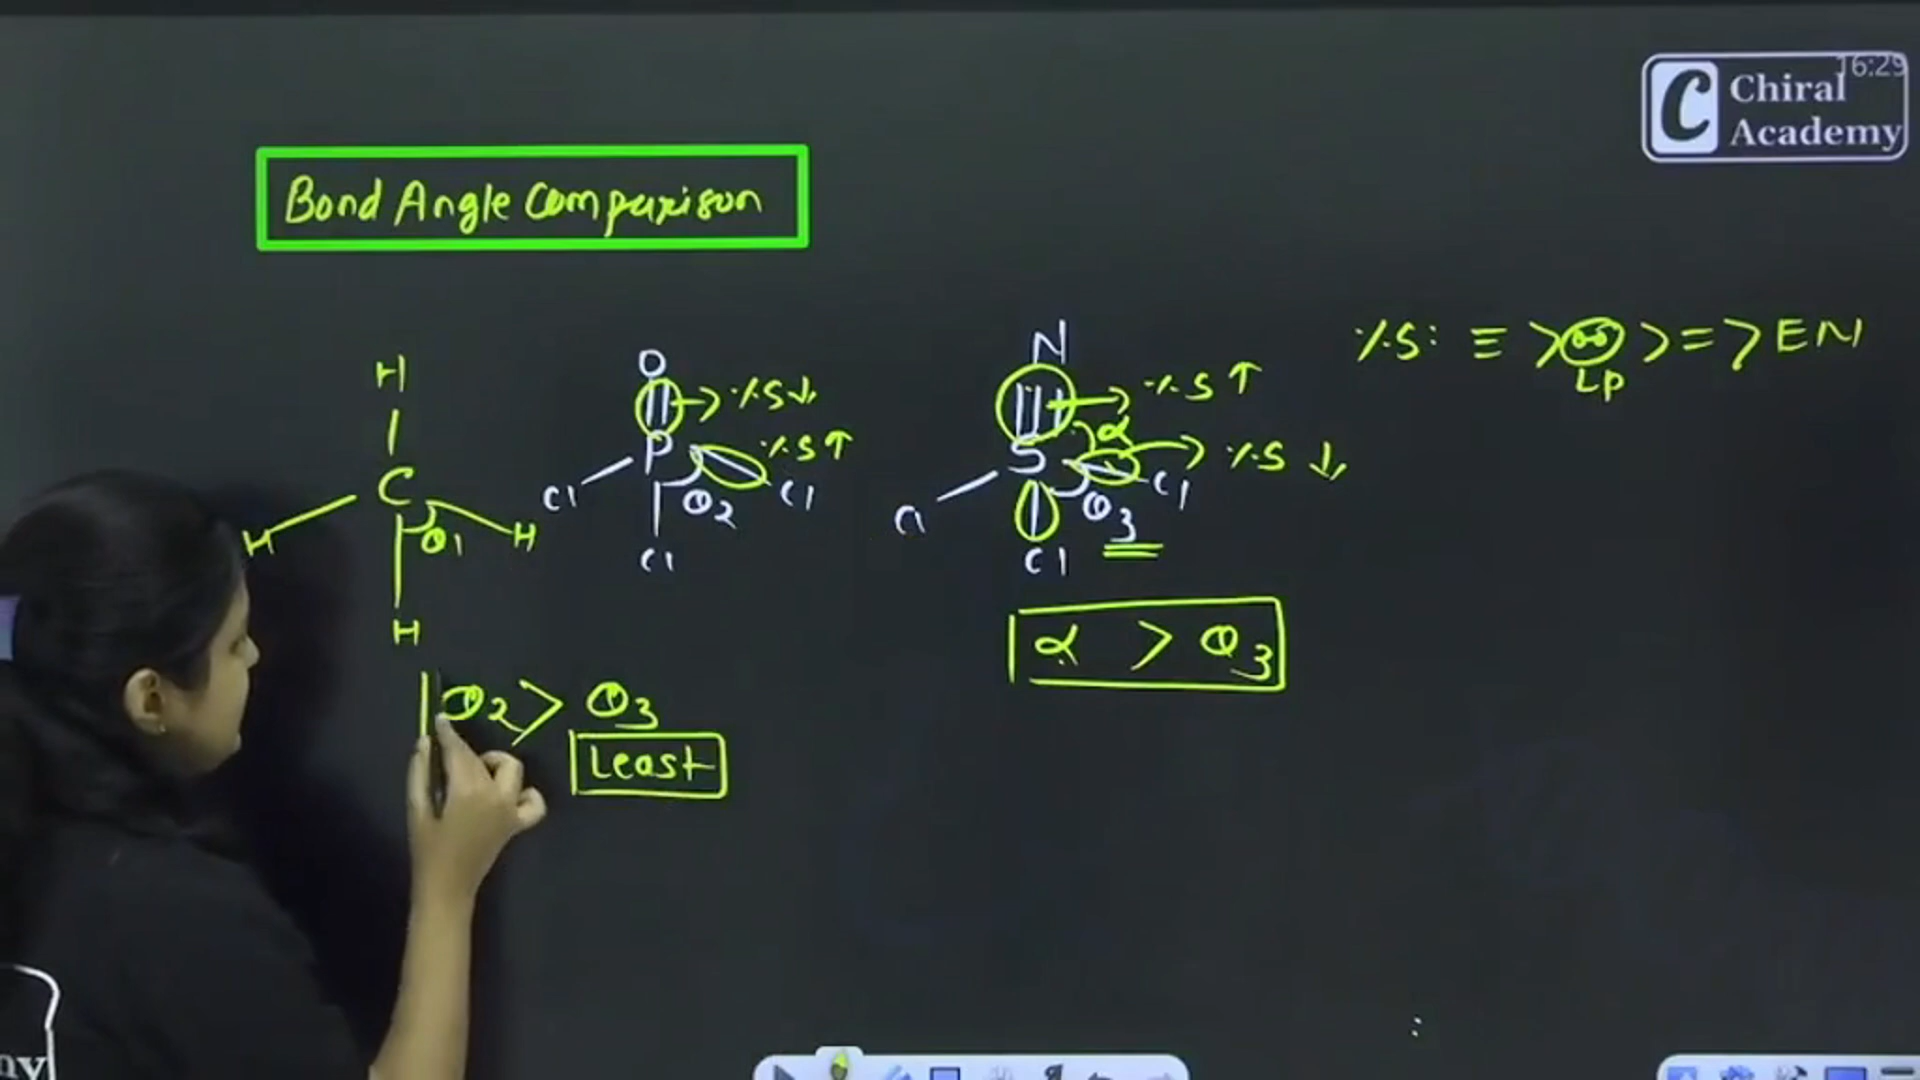 16:29
Chiral
Academy
Bond Angle Comparison
%S: ≡ > LP > = > EN
H
C
H
H
H
θ1
O
P
Cl
Cl
Cl
θ2
%S↓
%S↑
N
S
Cl
Cl
Cl
α
θ3
%S↑
%S↓
α > θ3
θ2 > θ3
Least